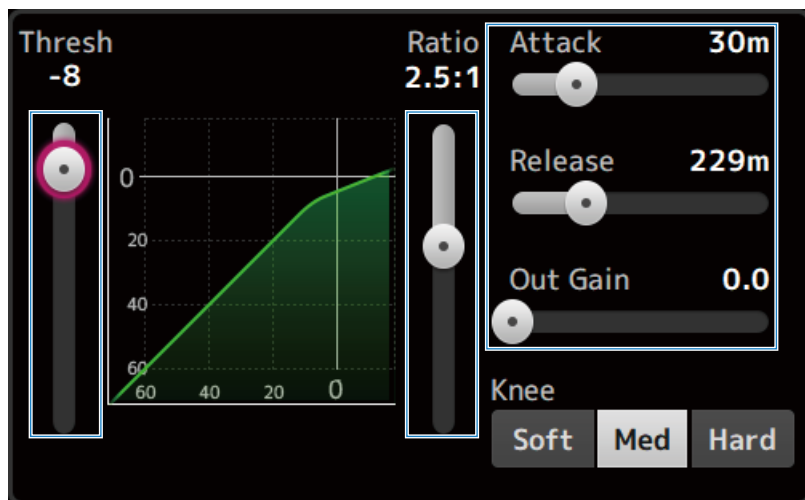 Thresh
-8
Ratio
2.5:1
Attack 30m
Release 229m
Out Gain 0.0
0
20
40
60
60 40 20 0
Knee
Soft Med Hard